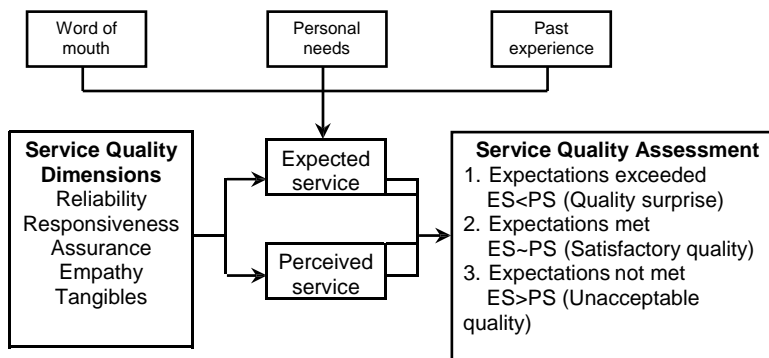 Word of
mouth
Personal
needs
Past
experience
Service Quality
Dimensions
Reliability
Responsiveness
Assurance
Empathy
Tangibles
Expected
service
Perceived
service
Service Quality Assessment
1. Expectations exceeded
ES<PS (Quality surprise)
2. Expectations met
ES~PS (Satisfactory quality)
3. Expectations not met
ES>PS (Unacceptable
quality)